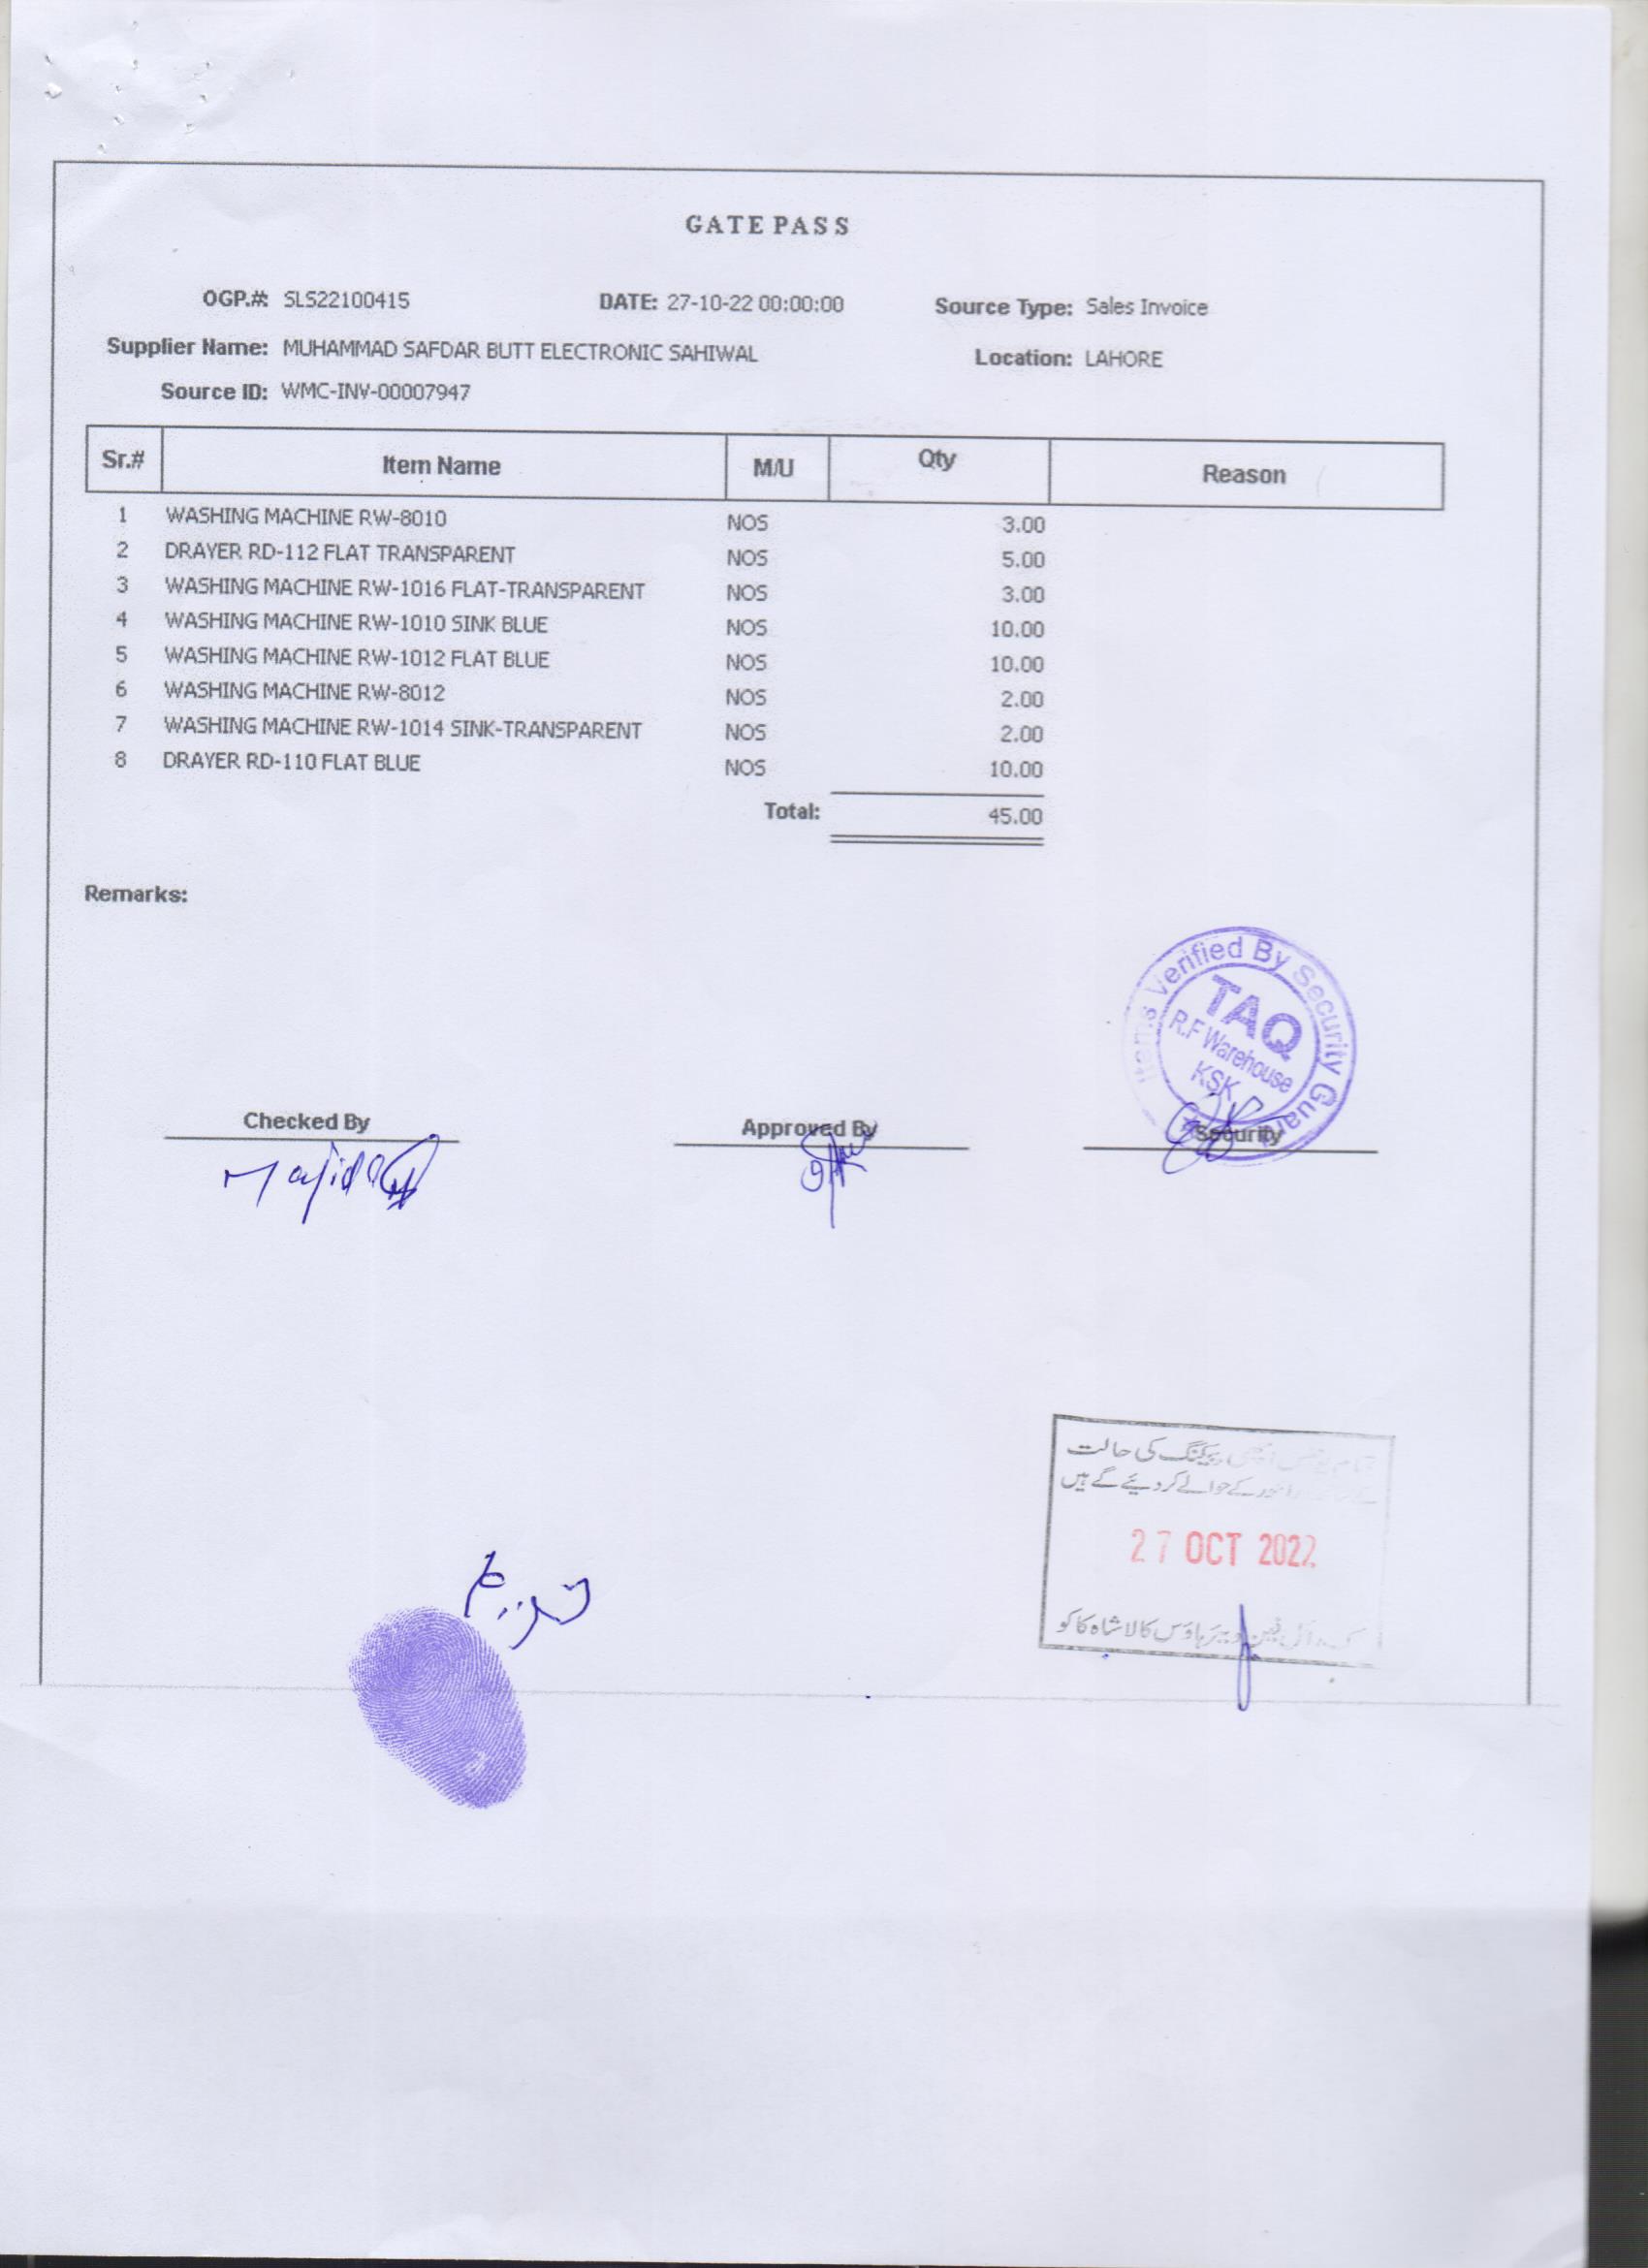 GATE PASS
OGP.#: SLS22100415 DATE: 27-10-22 00:00:00 Source Type: Sales Invoice
Supplier Name: MUHAMMAD SAFDAR BUTT ELECTRONIC SAHIWAL Location: LAHORE
Source ID: WMC-INV-00007947
Sr.# Item Name M/U Qty Reason
1 WASHING MACHINE RW-8010 NOS 3.00
2 DRAYER RD-112 FLAT TRANSPARENT NOS 5.00
3 WASHING MACHINE RW-1016 FLAT-TRANSPARENT NOS 3.00
4 WASHING MACHINE RW-1010 SINK BLUE NOS 10.00
5 WASHING MACHINE RW-1012 FLAT BLUE NOS 10.00
6 WASHING MACHINE RW-8012 NOS 2.00
7 WASHING MACHINE RW-1014 SINK-TRANSPARENT NOS 2.00
8 DRAYER RD-110 FLAT BLUE NOS 10.00
Total: 45.00
Remarks:
Items Verified By Security Guard
TAQ
R.F Warehouse
KSK
Checked By Approved By Security
Majid
پیکنگ کی حالت
کے حوالے کر دیئے گے ہیں
27 OCT 2022
فین ویئر ہاؤس کالا شاہ کاکو